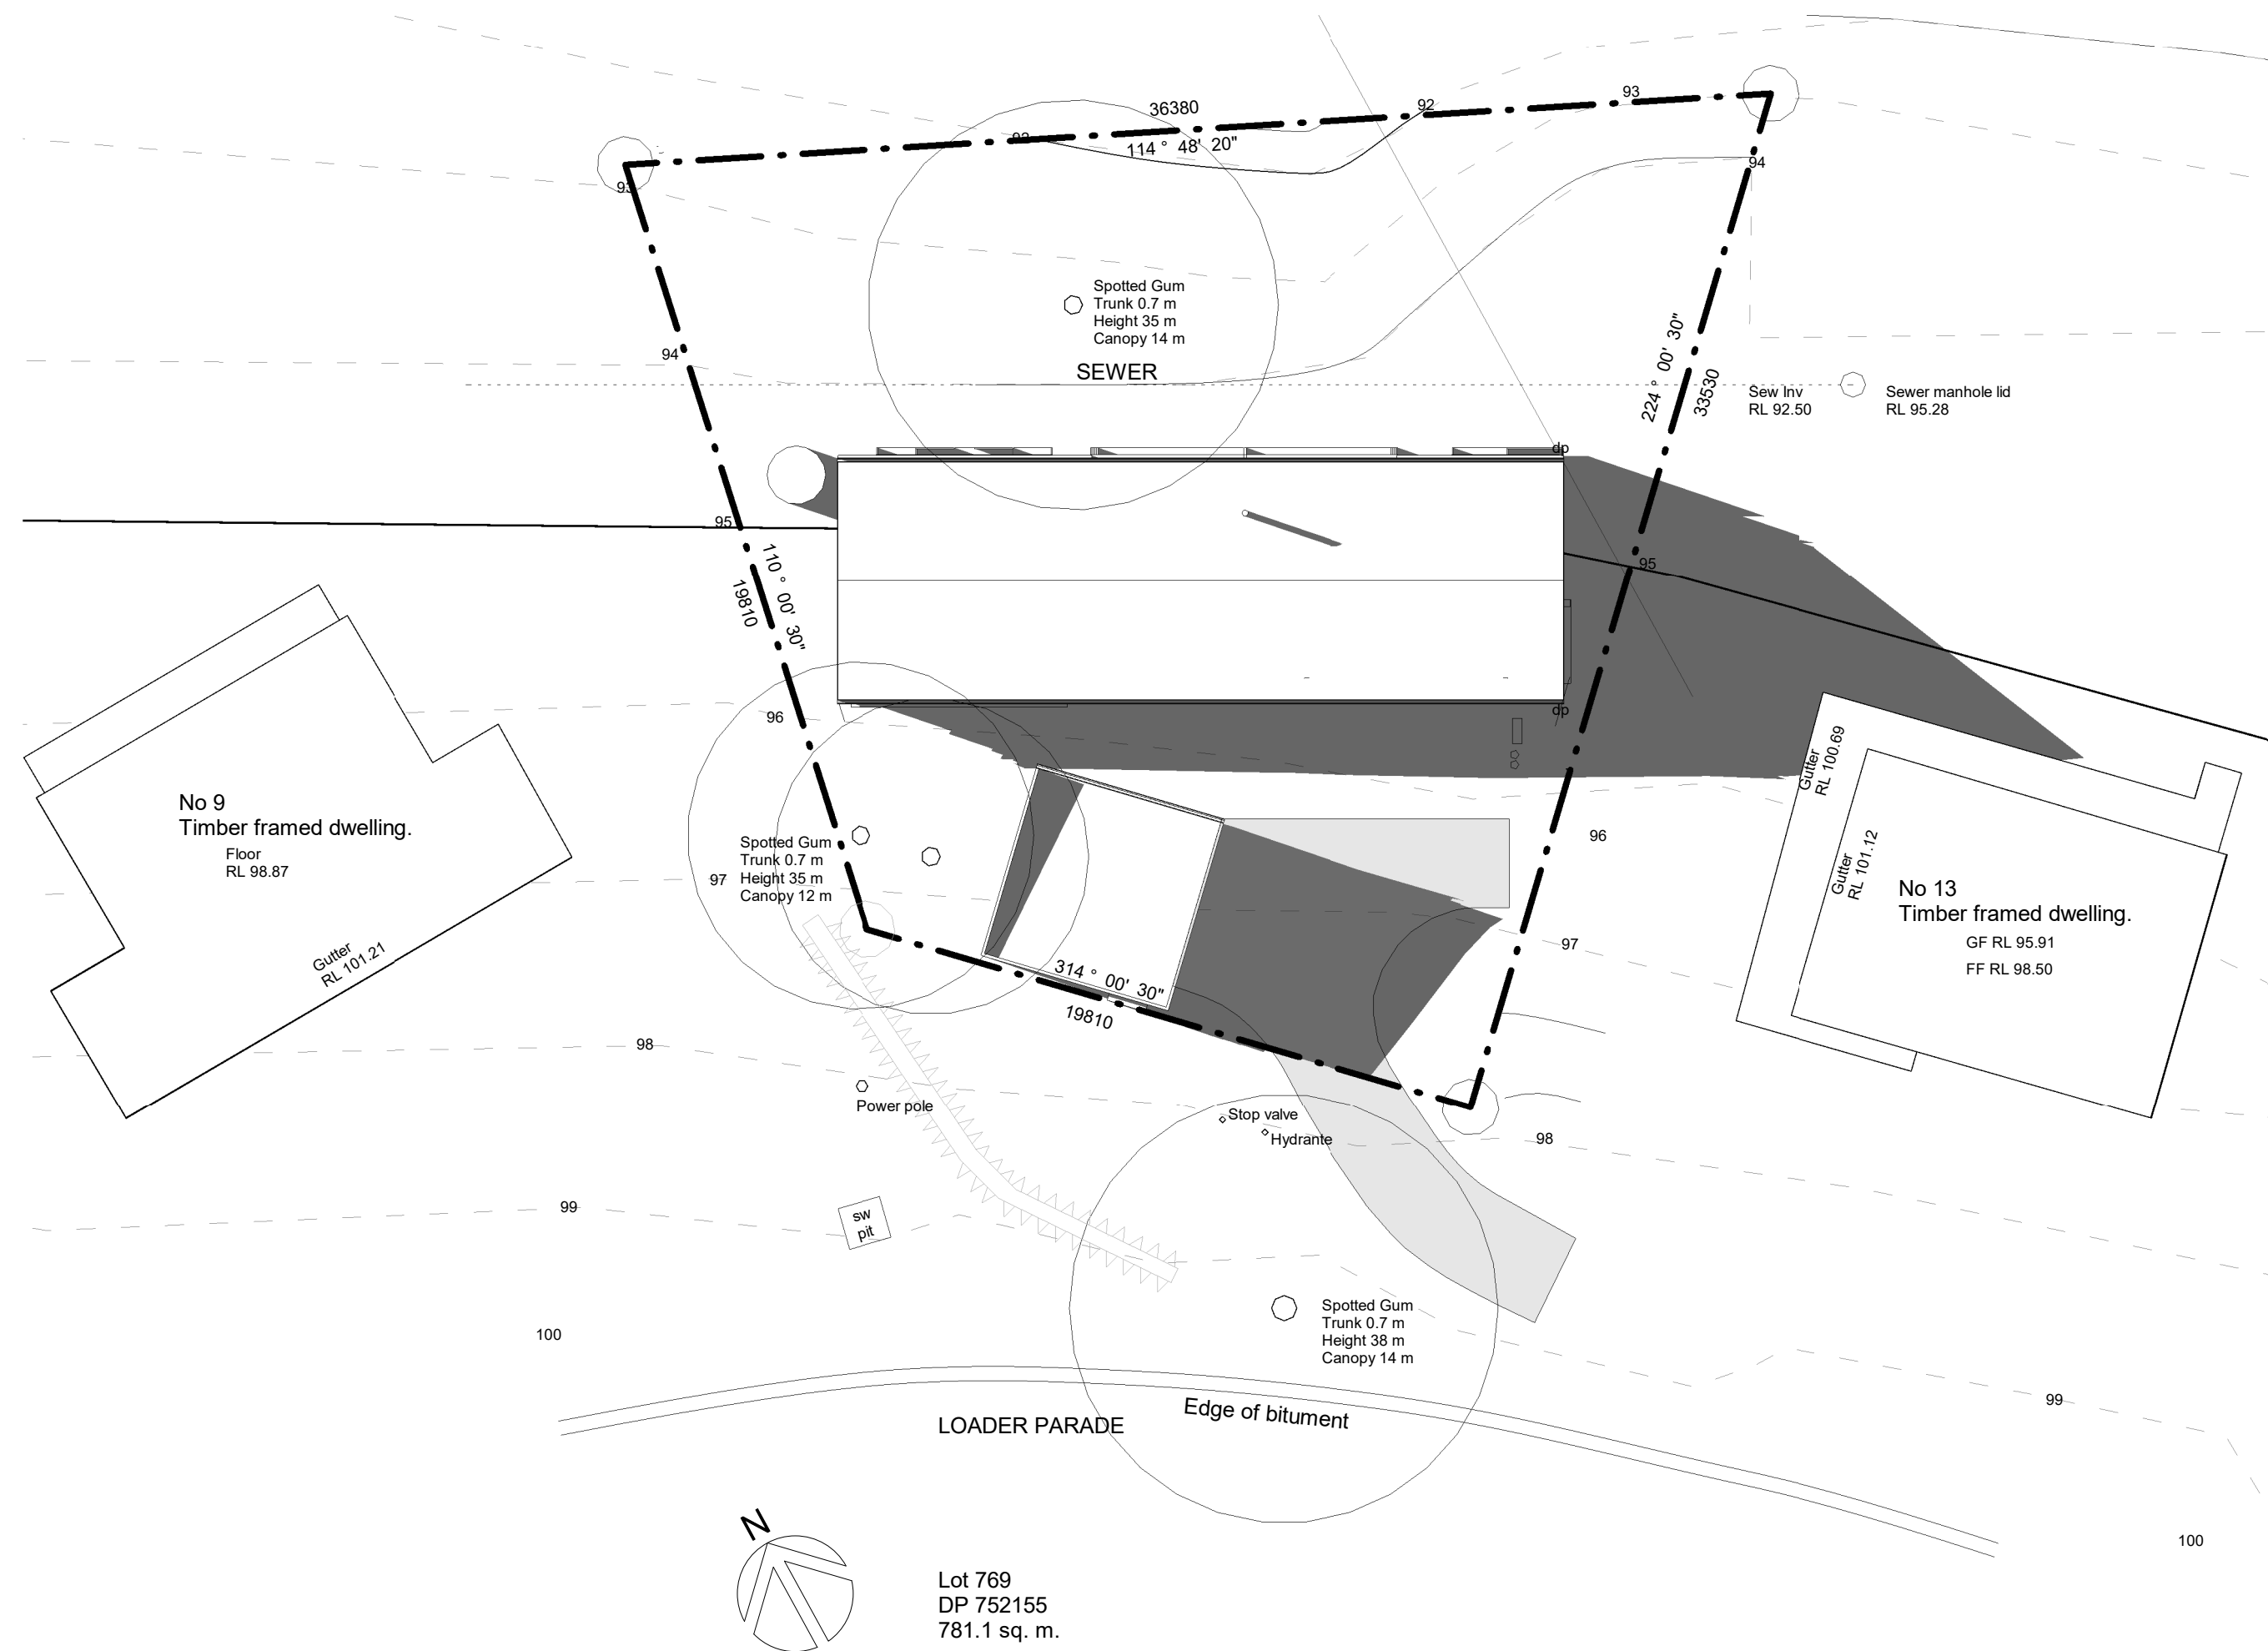 36380
92
93
92
114 ° 48' 20"
94
93
Spotted Gum
Trunk 0.7 m
Height 35 m
Canopy 14 m
SEWER
94
224 ° 00' 30"
33530
Sew Inv
RL 92.50
Sewer manhole lid
RL 95.28
dp
95
110 ° 00' 30"
19810
95
96
dp
Gutter
RL 100.69
No 9
Timber framed dwelling.
Floor
RL 98.87
Gutter
RL 101.21
Spotted Gum
Trunk 0.7 m
Height 35 m
Canopy 12 m
97
96
Gutter
RL 101.12
No 13
Timber framed dwelling.
GF RL 95.91
FF RL 98.50
97
314 ° 00' 30"
19810
98
Power pole
Stop valve
Hydrante
98
99
sw
pit
Spotted Gum
Trunk 0.7 m
Height 38 m
Canopy 14 m
100
99
Edge of bitument
LOADER PARADE
100
N
Lot 769
DP 752155
781.1 sq. m.